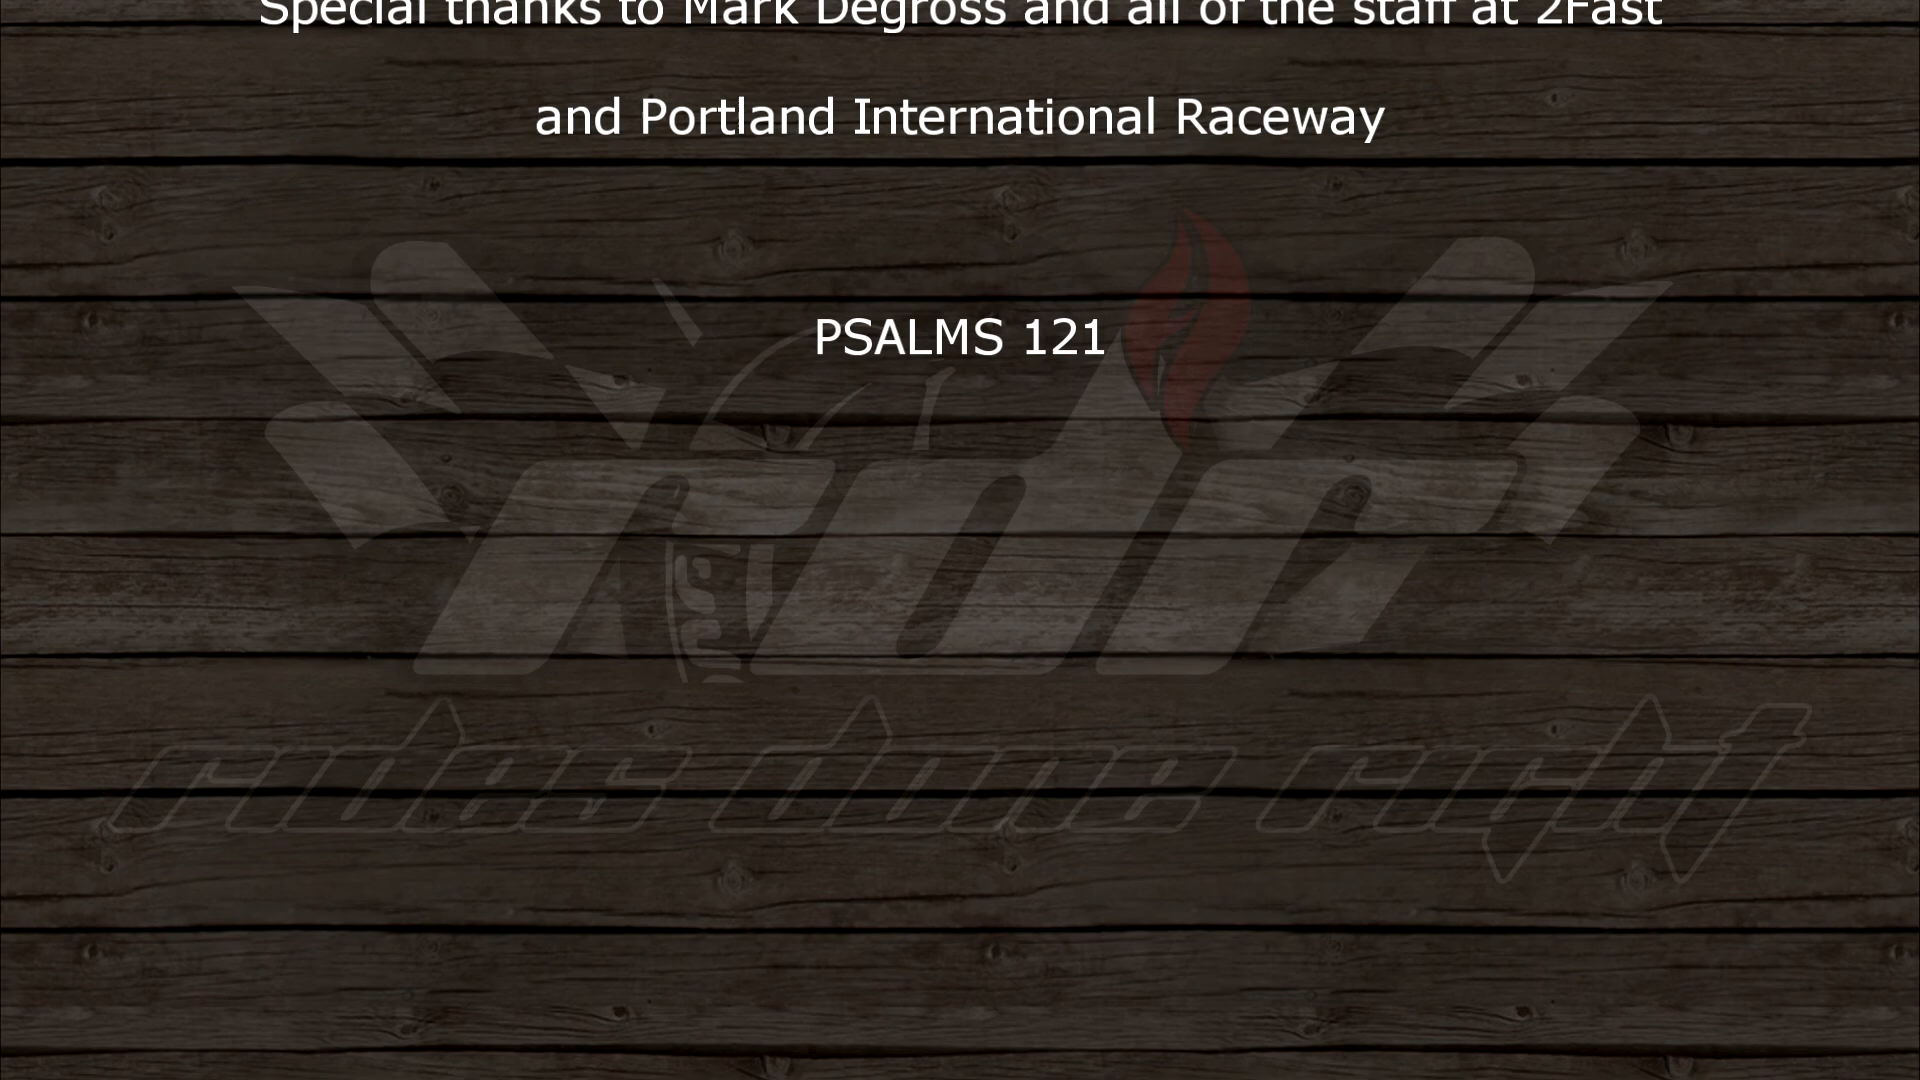 Special thanks to Mark Degross and all of the staff at 2Fast
and Portland International Raceway
PSALMS 121
rdr
rides done right